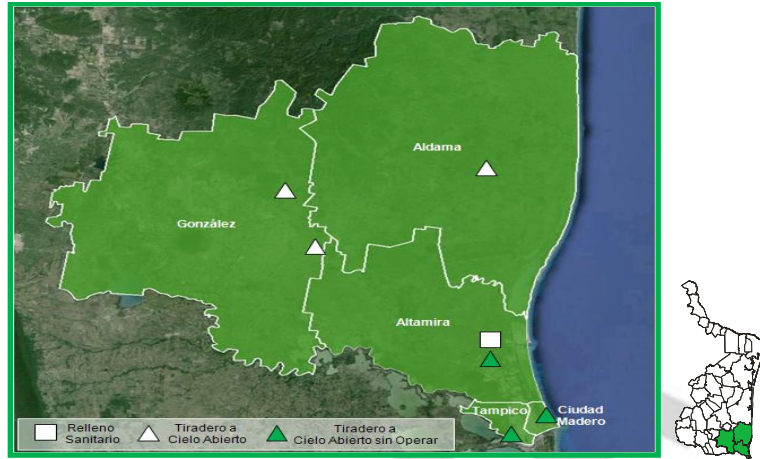 Aldama
González
Altamira
Tampico
Ciudad
Madero
Relleno
Sanitario
Tiradero a
Cielo Abierto
Tiradero a
Cielo Abierto sin Operar